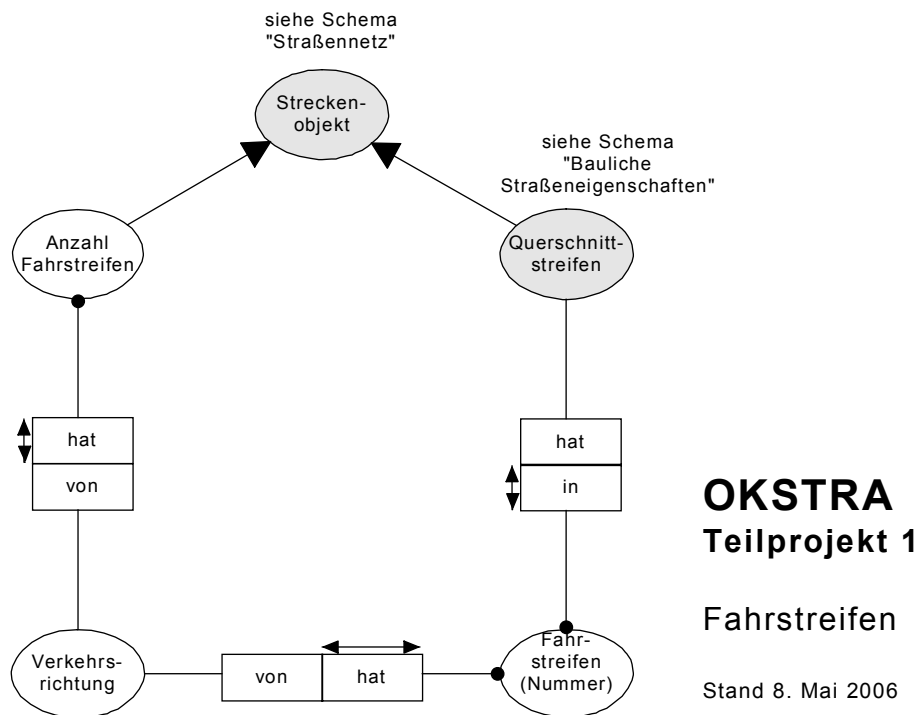 siehe Schema
"Straßennetz"
Strecken-
objekt
siehe Schema
"Bauliche
Straßeneigenschaften"
Anzahl
Fahrstreifen
Querschnitt-
streifen
hat
von
hat
in
OKSTRA
Teilprojekt 1
Fahrstreifen
Stand 8. Mai 2006
Verkehrs-
richtung
von
hat
Fahr-
streifen
(Nummer)